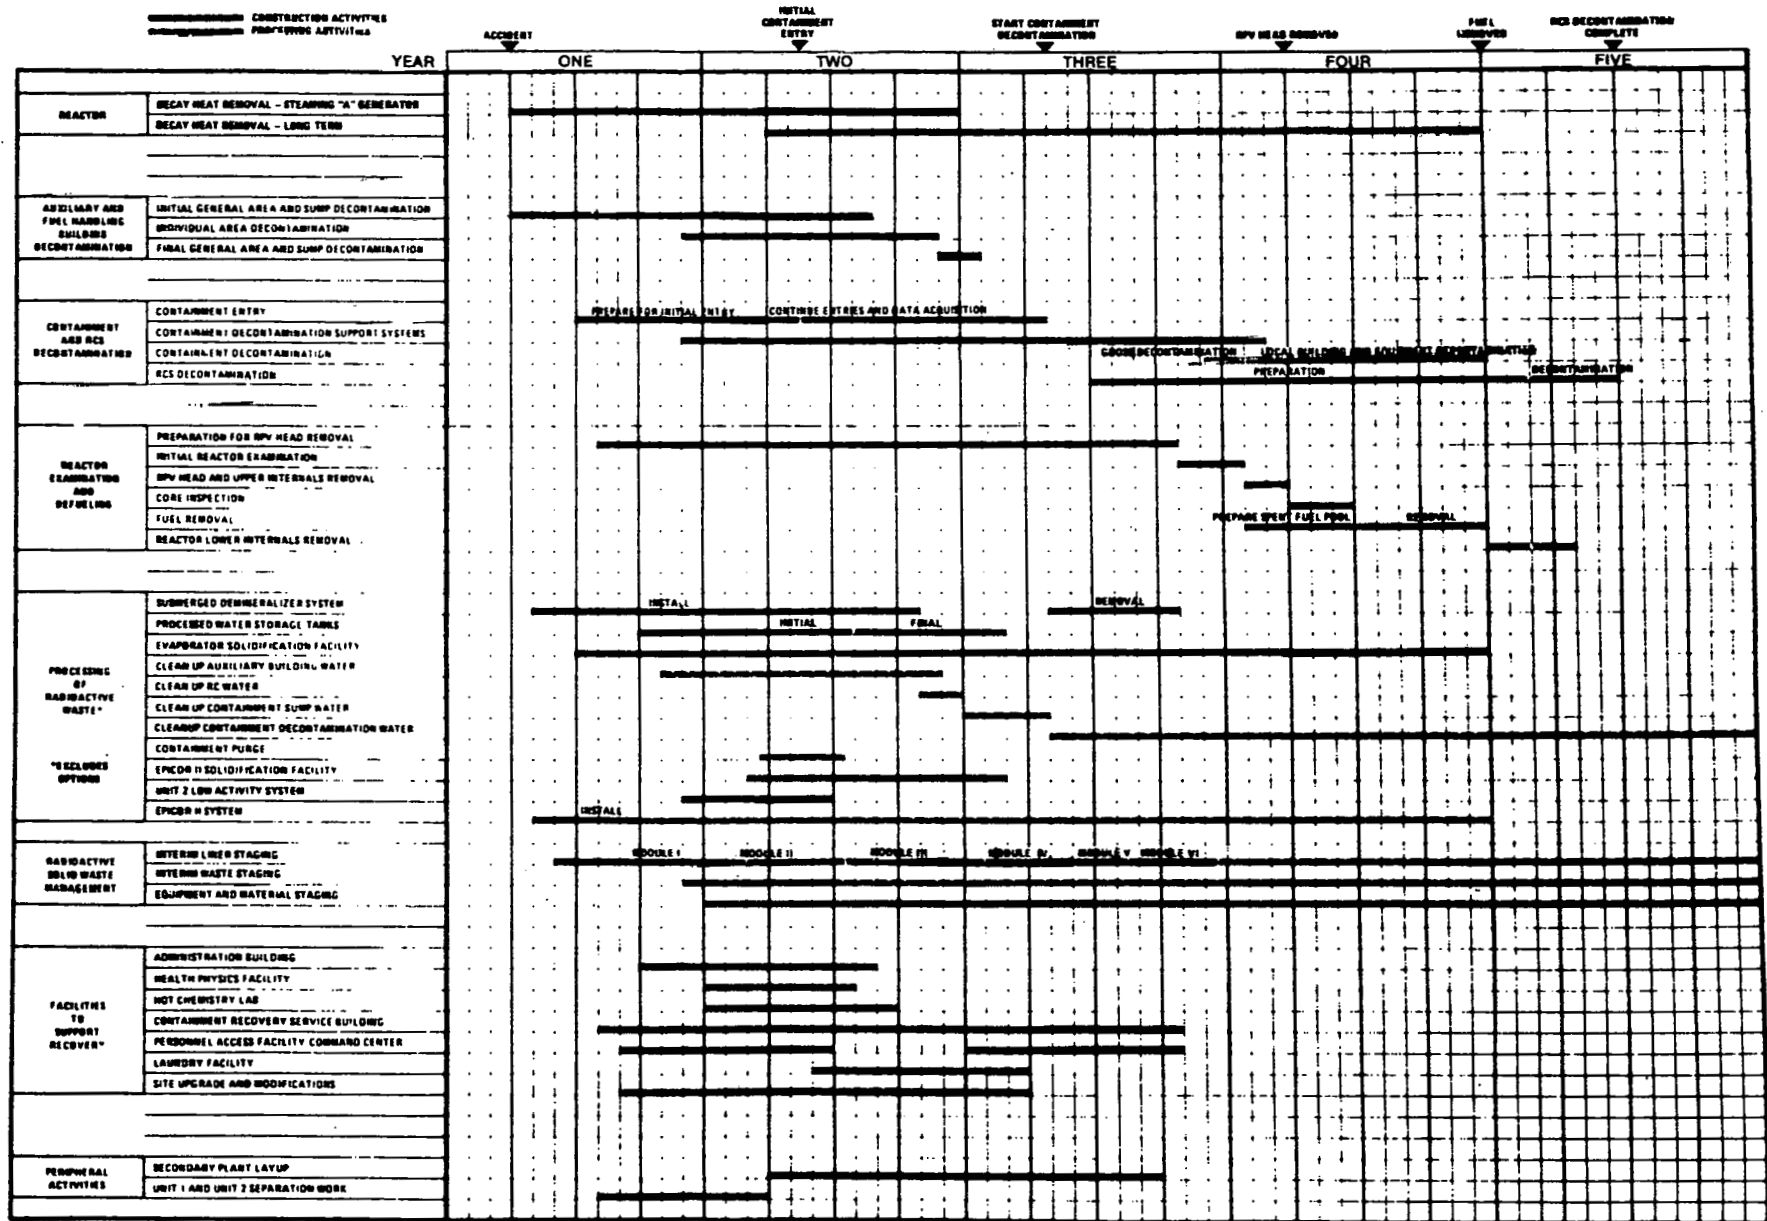 CONSTRUCTION ACTIVITIES
PROCESSING ACTIVITIES
ACCIDENT
INITIAL
CONTAINMENT
ENTRY
START CONTAINMENT
DECONTAMINATION
RPV HEAD REMOVED
FUEL
REMOVED
RCS DECONTAMINATION
COMPLETE
YEAR ONE TWO THREE FOUR FIVE
REACTOR
DECAY HEAT REMOVAL - STEAMING "A" GENERATOR
DECAY HEAT REMOVAL - LONG TERM
AUXILIARY AND
FUEL HANDLING
BUILDING
DECONTAMINATION
INITIAL GENERAL AREA AND SUMP DECONTAMINATION
INDIVIDUAL AREA DECONTAMINATION
FINAL GENERAL AREA AND SUMP DECONTAMINATION
CONTAINMENT
AND RCS
DECONTAMINATION
CONTAINMENT ENTRY
PREPARE FOR INITIAL ENTRY CONTINUE ENTRIES AND DATA ACQUISITION
CONTAINMENT DECONTAMINATION SUPPORT SYSTEMS
CONTAINMENT DECONTAMINATION
GROSS DECONTAMINATION LOCAL BUILDING AND EQUIPMENT DECONTAMINATION
RCS DECONTAMINATION
PREPARATION DECONTAMINATION
REACTOR
EXAMINATION
AND
DEFUELING
PREPARATION FOR RPV HEAD REMOVAL
INITIAL REACTOR EXAMINATION
RPV HEAD AND UPPER INTERNALS REMOVAL
CORE INSPECTION
FUEL REMOVAL
PREPARE SPENT FUEL POOL REMOVAL
REACTOR LOWER INTERNALS REMOVAL
PROCESSING
OF
RADIOACTIVE
WASTE*
*EXCLUDES
OPTIONS
SUBMERGED DEMINERALIZER SYSTEM
INSTALL REMOVAL
PROCESSED WATER STORAGE TANKS
INITIAL FINAL
EVAPORATOR SOLIDIFICATION FACILITY
CLEAN UP AUXILIARY BUILDING WATER
CLEAN UP RC WATER
CLEAN UP CONTAINMENT SUMP WATER
CLEANUP CONTAINMENT DECONTAMINATION WATER
CONTAINMENT PURGE
EPICOR II SOLIDIFICATION FACILITY
UNIT 2 LOW ACTIVITY SYSTEM
EPICOR II SYSTEM
INSTALL
RADIOACTIVE
SOLID WASTE
MANAGEMENT
INTERIM LINER STAGING
MODULE I MODULE II MODULE III MODULE IV MODULE V MODULE VI
INTERIM WASTE STAGING
EQUIPMENT AND MATERIAL STAGING
FACILITIES
TO
SUPPORT
RECOVERY
ADMINISTRATION BUILDING
HEALTH PHYSICS FACILITY
HOT CHEMISTRY LAB
CONTAINMENT RECOVERY SERVICE BUILDING
PERSONNEL ACCESS FACILITY COMMAND CENTER
LAUNDRY FACILITY
SITE UPGRADE AND MODIFICATIONS
PERIPHERAL
ACTIVITIES
SECONDARY PLANT LAYUP
UNIT 1 AND UNIT 2 SEPARATION WORK